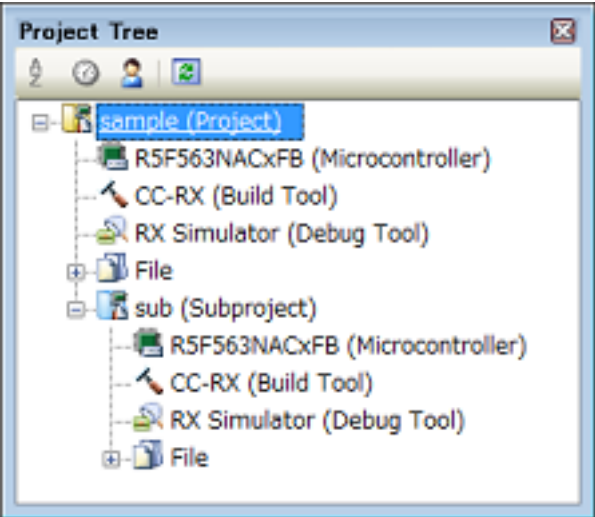 Project Tree
sample (Project)
R5F563NACxFB (Microcontroller)
CC-RX (Build Tool)
RX Simulator (Debug Tool)
File
sub (Subproject)
R5F563NACxFB (Microcontroller)
CC-RX (Build Tool)
RX Simulator (Debug Tool)
File